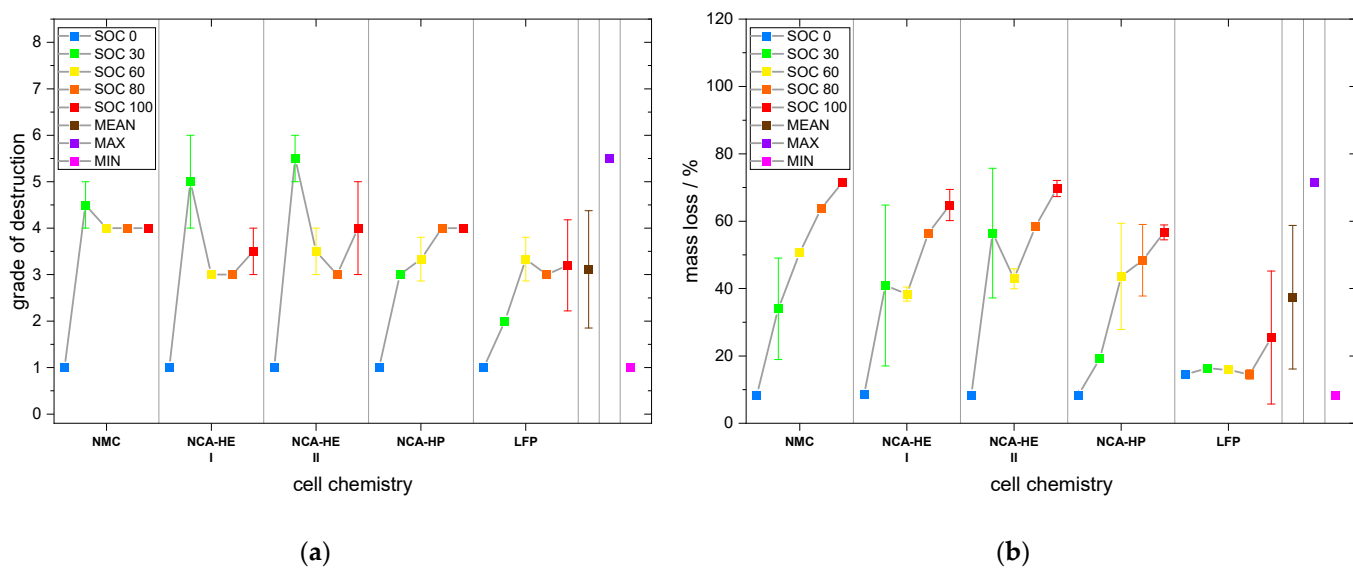 8
7
6
5
4
3
2
1
0
grade of destruction
SOC 0
SOC 30
SOC 60
SOC 80
SOC 100
MEAN
MAX
MIN
NMC
NCA-HE
I
NCA-HE
II
NCA-HP
LFP
cell chemistry
(a)
120
100
80
60
40
20
0
mass loss / %
SOC 0
SOC 30
SOC 60
SOC 80
SOC 100
MEAN
MAX
MIN
NMC
NCA-HE
I
NCA-HE
II
NCA-HP
LFP
cell chemistry
(b)